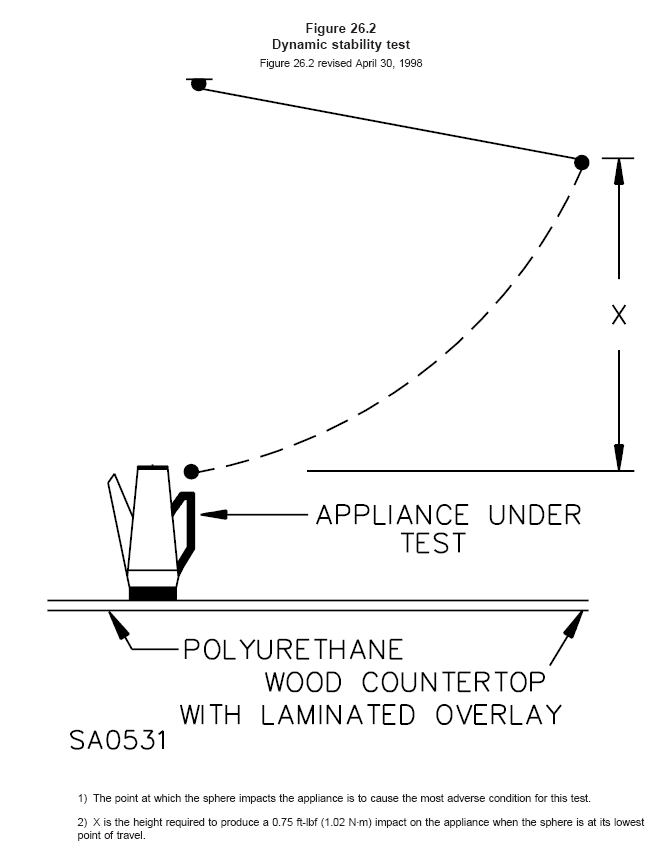 Figure 26.2
Dynamic stability test
Figure 26.2 revised April 30, 1998
X
APPLIANCE UNDER
TEST
POLYURETHANE
WOOD COUNTERTOP
WITH LAMINATED OVERLAY
SA0531
1) The point at which the sphere impacts the appliance is to cause the most adverse condition for this test.
2) X is the height required to produce a 0.75 ft-lbf (1.02 N·m) impact on the appliance when the sphere is at its lowest
point of travel.